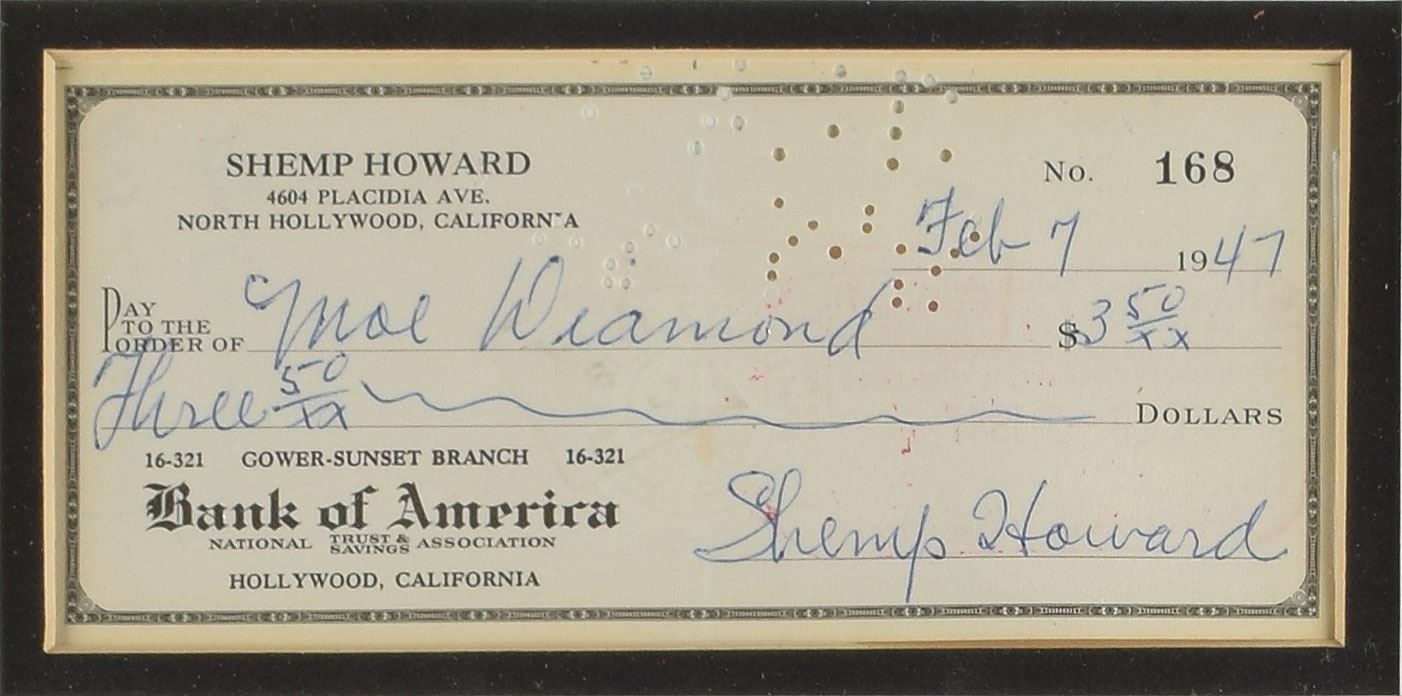 SHEMP HOWARD
4604 PLACIDIA AVE.
NORTH HOLLYWOOD, CALIFORNIA
No. 168
Feb 7 1947
PAY TO THE ORDER OF Moe Diamond $3 50/xx
Three 50/xx DOLLARS
16-321 GOWER-SUNSET BRANCH 16-321
Bank of America
NATIONAL TRUST & SAVINGS ASSOCIATION
HOLLYWOOD, CALIFORNIA
Shemp Howard